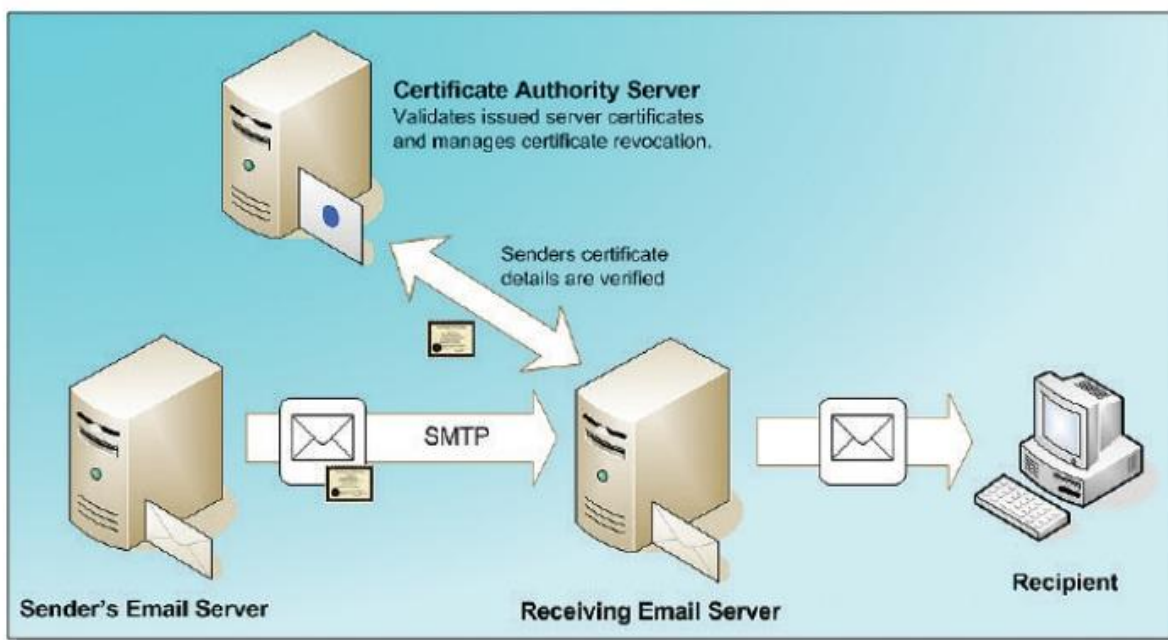 Certificate Authority Server
Validates issued server certificates
and manages certificate revocation.
Senders certificate
details are verified
SMTP
Sender's Email Server
Receiving Email Server
Recipient